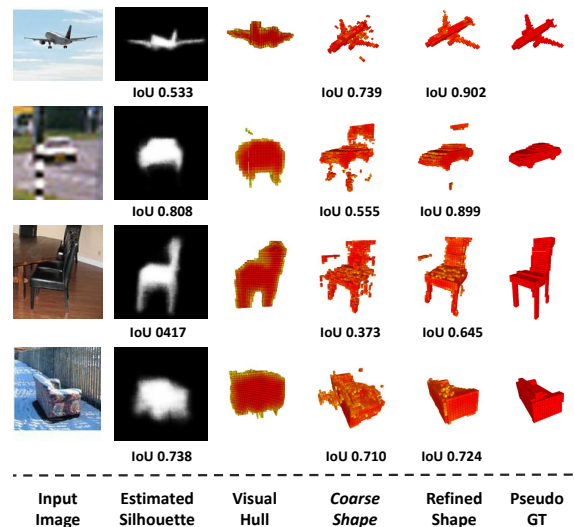 IoU 0.533 IoU 0.739 IoU 0.902
IoU 0.808 IoU 0.555 IoU 0.899
IoU 0417 IoU 0.373 IoU 0.645
IoU 0.738 IoU 0.710 IoU 0.724
Input Estimated Visual Coarse Refined Pseudo
Image Silhouette Hull Shape Shape GT